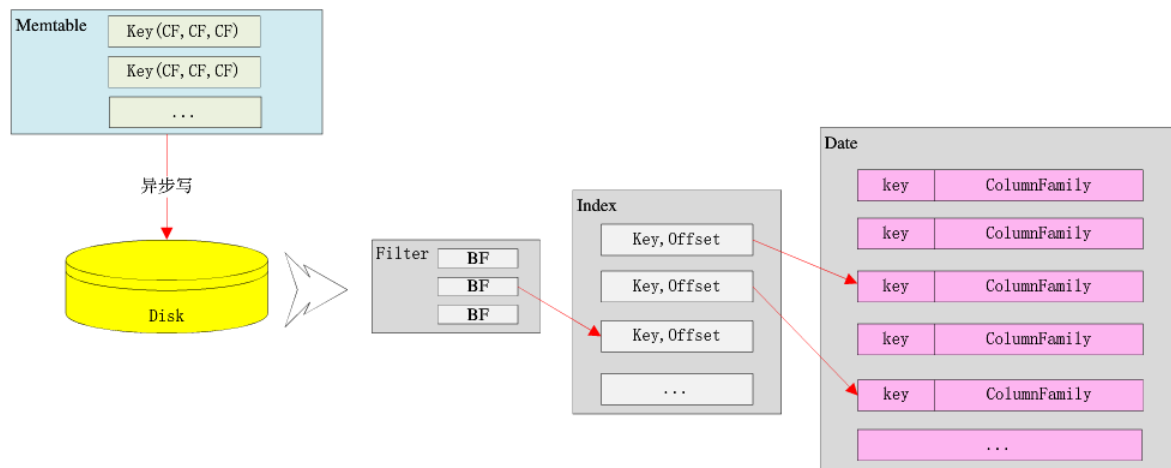 Memtable
Key(CF,CF,CF)
Key(CF,CF,CF)
...
异步写
Disk
Filter
BF
BF
BF
Index
Key,Offset
Key,Offset
Key,Offset
...
Date
key ColumnFamily
key ColumnFamily
key ColumnFamily
key ColumnFamily
key ColumnFamily
...